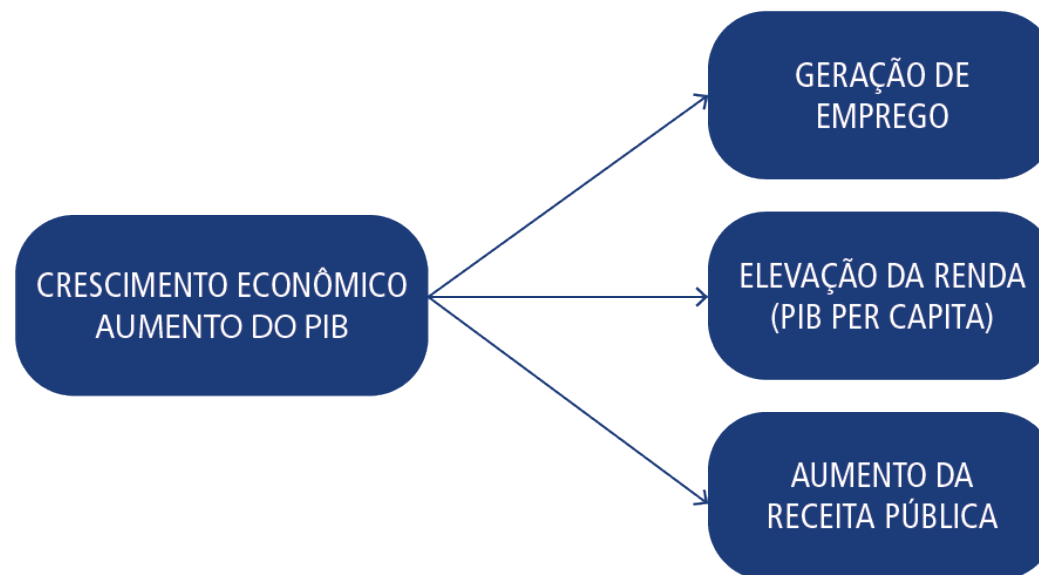 GERAÇÃO DE
EMPREGO
CRESCIMENTO ECONÔMICO
AUMENTO DO PIB
ELEVAÇÃO DA RENDA
(PIB PER CAPITA)
AUMENTO DA
RECEITA PÚBLICA